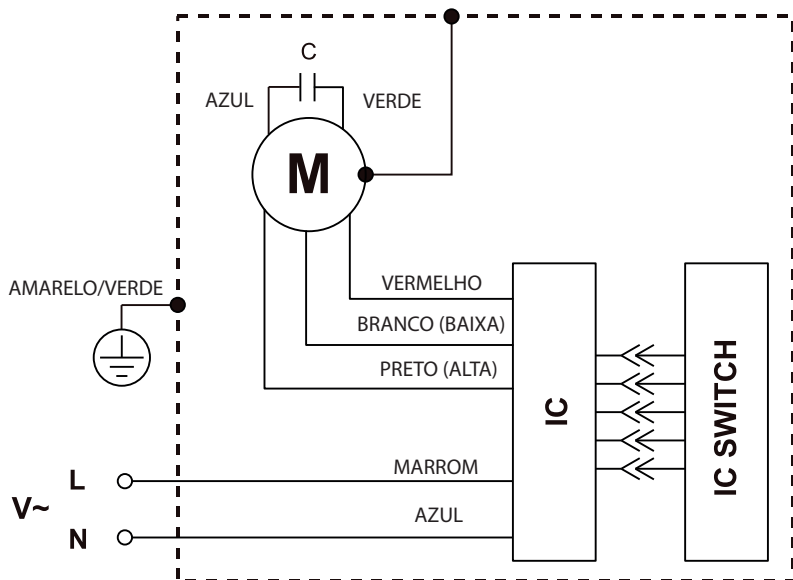 C
AZUL
VERDE
M
AMARELO/VERDE
VERMELHO
BRANCO (BAIXA)
PRETO (ALTA)
IC
IC SWITCH
L
MARROM
V~
AZUL
N